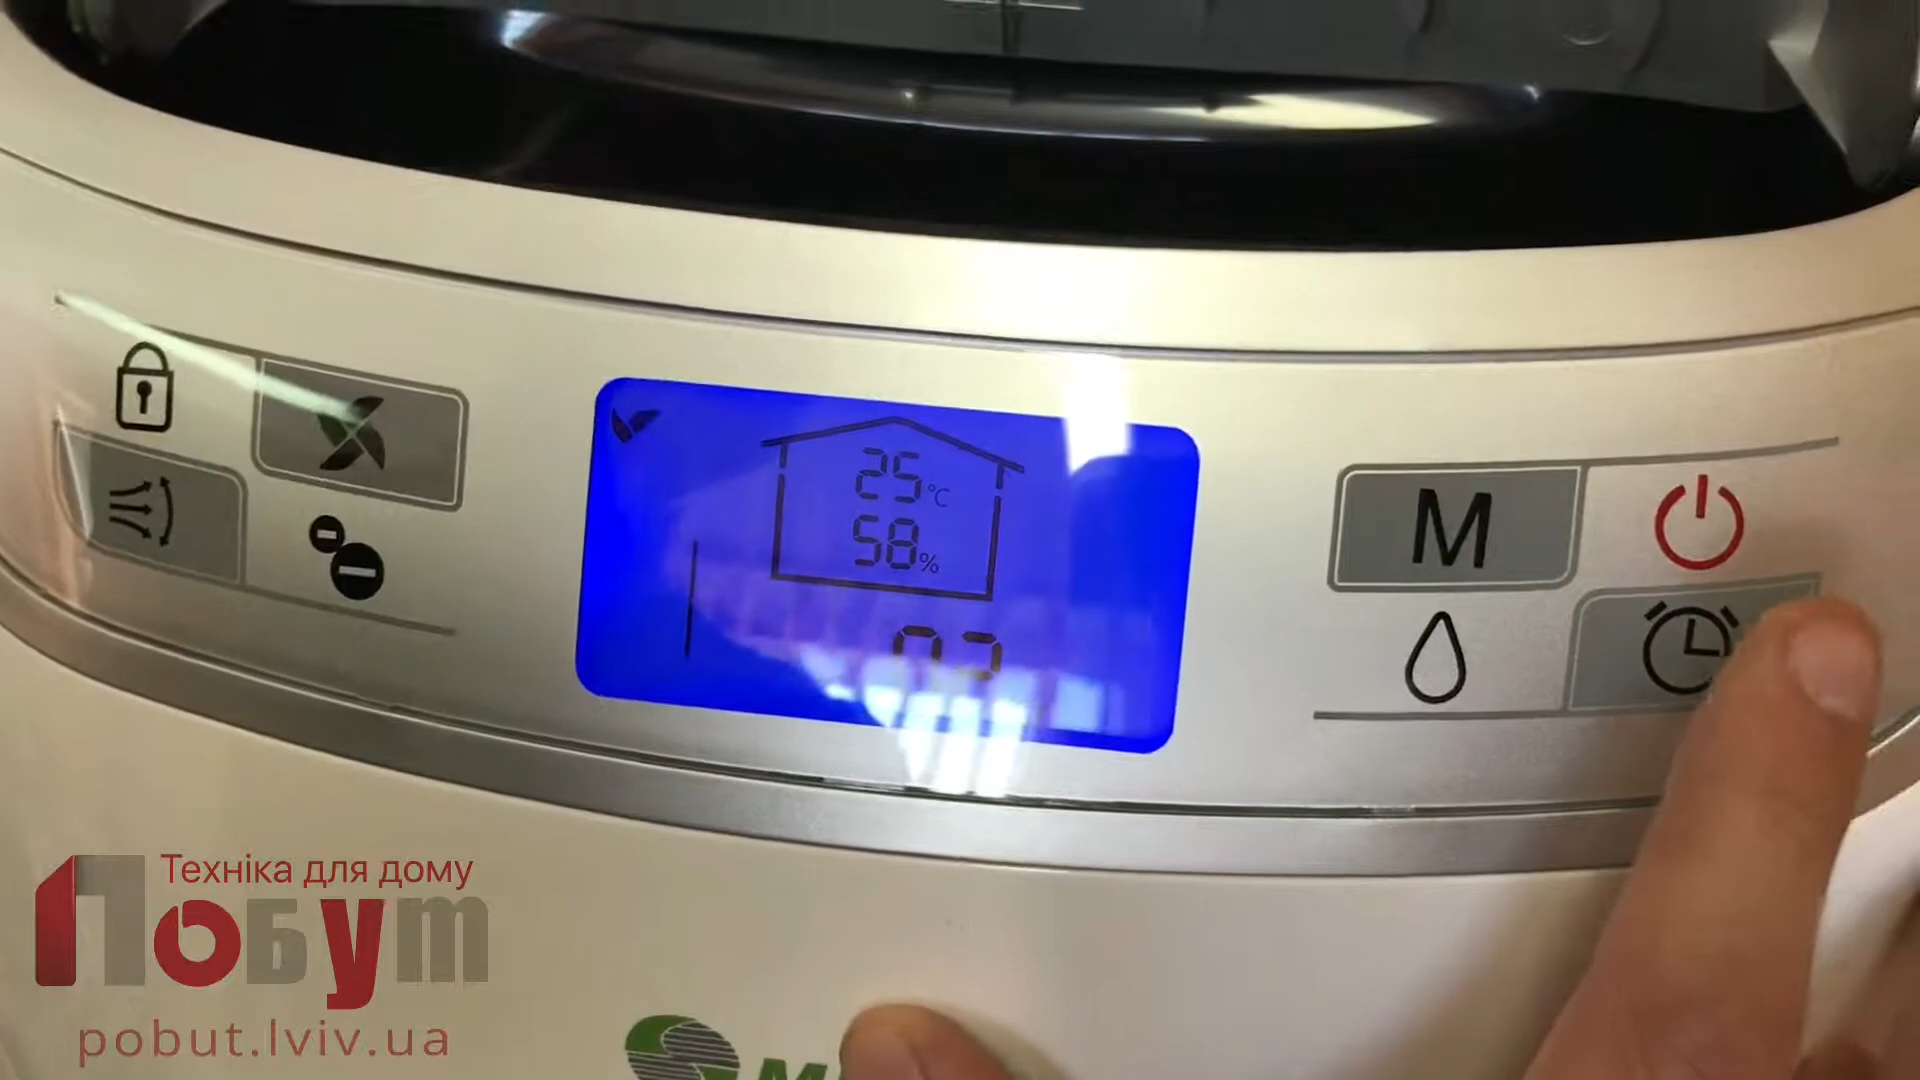 25 °C
58 %
M
Техніка для дому
Побут
pobut.lviv.ua